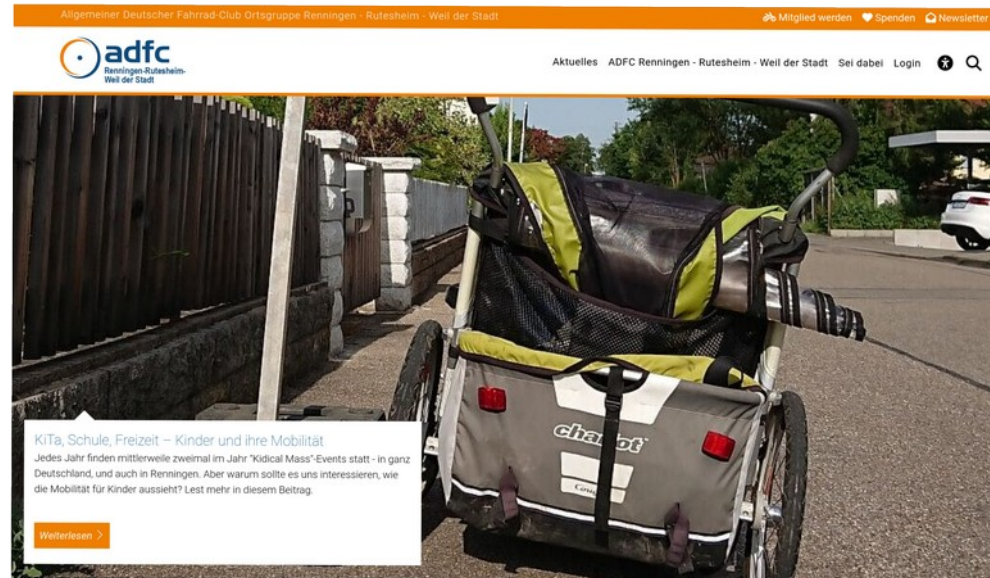 Allgemeiner Deutscher Fahrrad-Club Ortsgruppe Renningen - Rutesheim - Weil der Stadt
Mitglied werden Spenden Newsletter
adfc
Renningen-Rutesheim-
Weil der Stadt
Aktuelles ADFC Renningen - Rutesheim - Weil der Stadt Sei dabei Login
chariot
KiTa, Schule, Freizeit – Kinder und ihre Mobilität
Jedes Jahr finden mittlerweile zweimal im Jahr "Kidical Mass"-Events statt - in ganz
Deutschland, und auch in Renningen. Aber warum sollte es uns interessieren, wie
die Mobilität für Kinder aussieht? Lest mehr in diesem Beitrag.
Weiterlesen